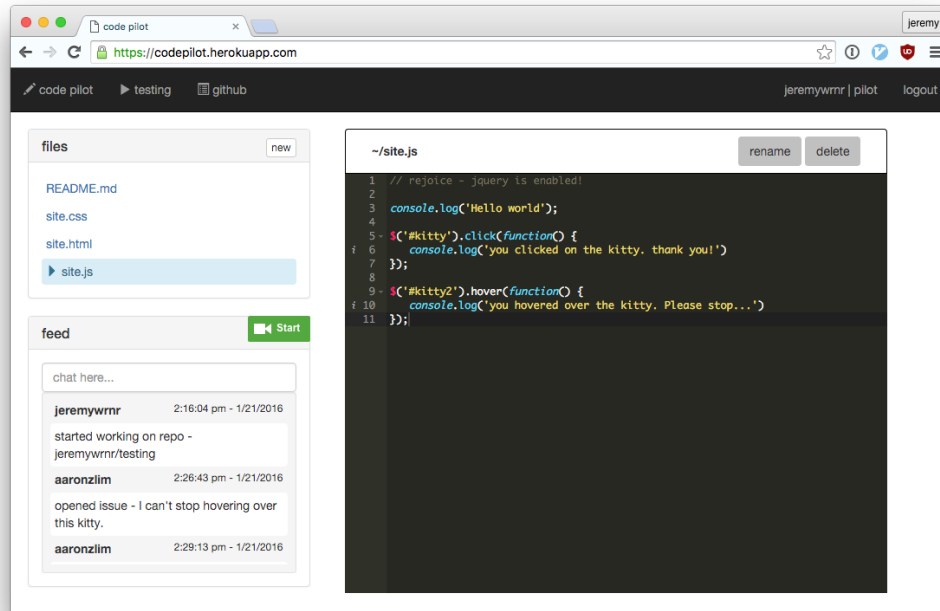 code pilot
jeremy
https://codepilot.herokuapp.com
code pilot testing github jeremywrnr | pilot logout
files new
README.md
site.css
site.html
site.js
feed Start
chat here...
jeremywrnr 2:16:04 pm - 1/21/2016
started working on repo -
jeremywrnr/testing
aaronzlim 2:26:43 pm - 1/21/2016
opened issue - I can't stop hovering over
this kitty.
aaronzlim 2:29:13 pm - 1/21/2016
~/site.js rename delete
1 // rejoice - jquery is enabled!
2
3 console.log('Hello world');
4
5 $('#kitty').click(function() {
i 6 console.log('you clicked on the kitty. thank you!')
7 });
8
9 $('#kitty2').hover(function() {
i 10 console.log('you hovered over the kitty. Please stop...')
11 });